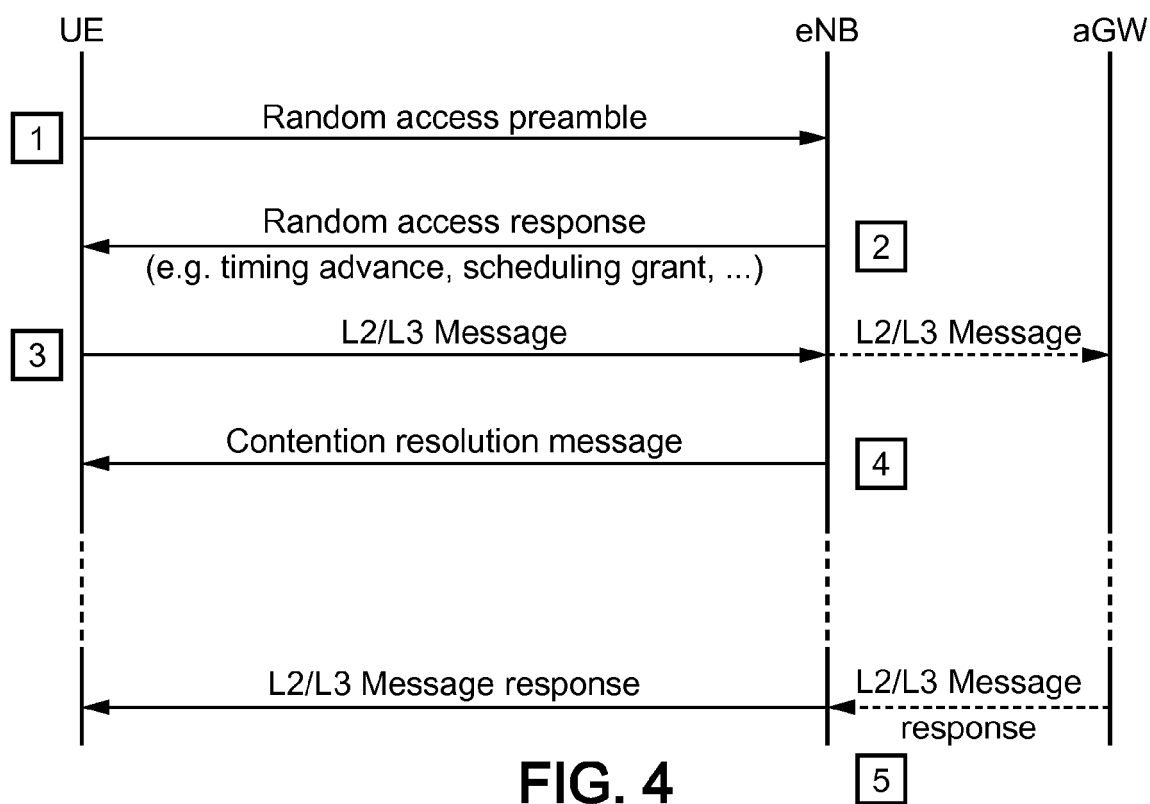 UE eNB aGW
1 Random access preamble
Random access response 2
(e.g. timing advance, scheduling grant, ...)
3 L2/L3 Message L2/L3 Message
Contention resolution message 4
L2/L3 Message response L2/L3 Message
response
FIG. 4 5